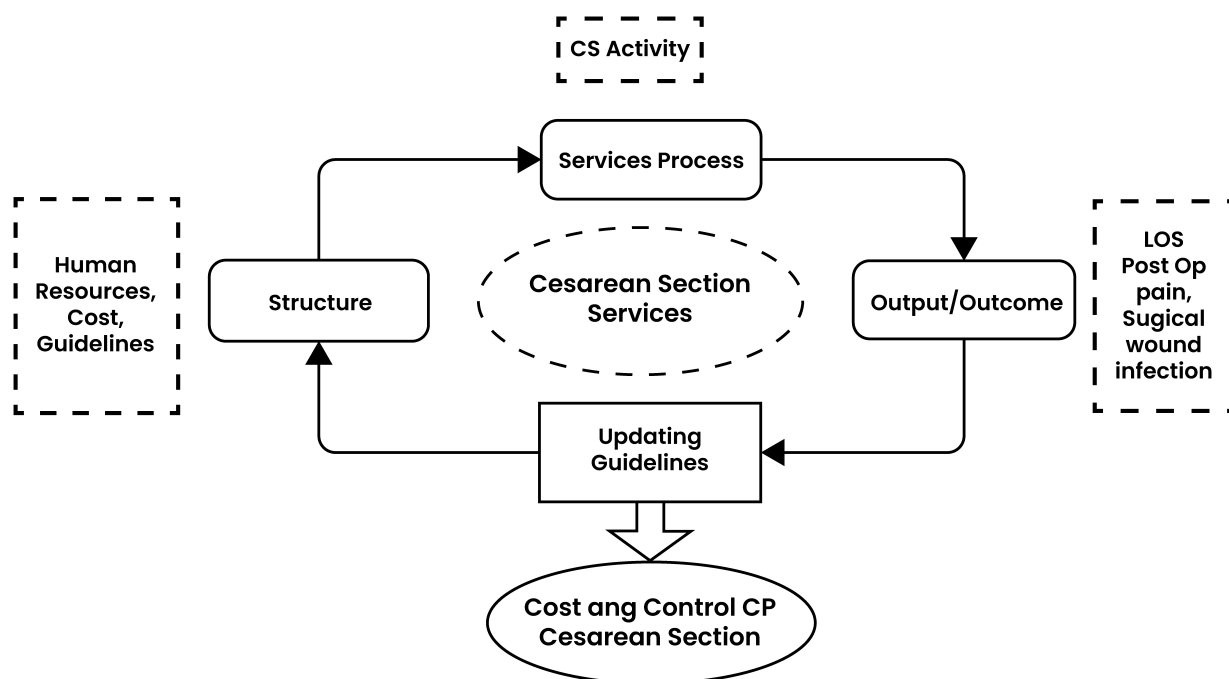 CS Activity
Services Process
Human
Resources,
Cost,
Guidelines
Structure
Cesarean Section
Services
Output/Outcome
LOS
Post Op
pain,
Sugical
wound
infection
Updating
Guidelines
Cost ang Control CP
Cesarean Section